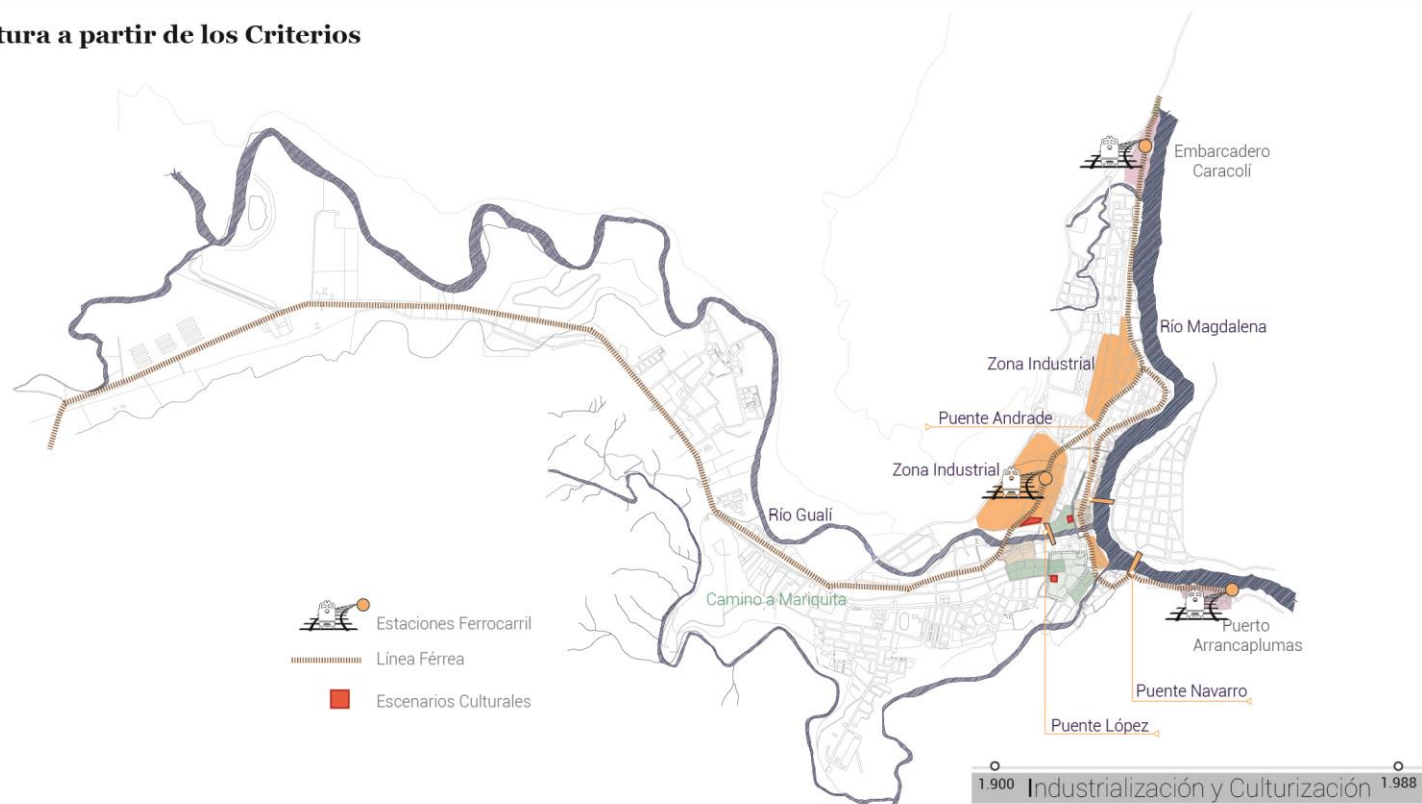 tura a partir de los Criterios
Embarcadero
Caracolí
Río Magdalena
Zona Industrial
Puente Andrade
Zona Industrial
Río Gualí
Camino a Mariquita
Estaciones Ferrocarril
Línea Férrea
Escenarios Culturales
Puerto
Arrancaplumas
Puente Navarro
Puente López
1.900 Industrialización y Culturización 1.988